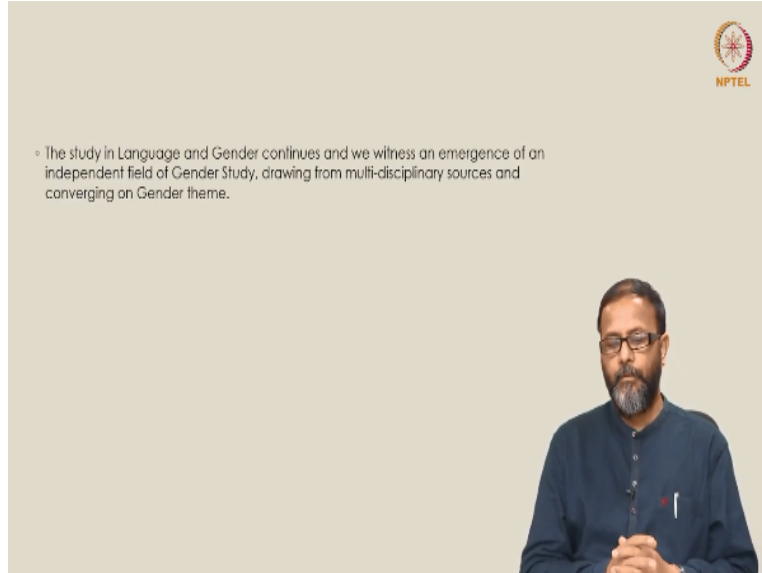 NPTEL
◦ The study in Language and Gender continues and we witness an emergence of an
independent field of Gender Study, drawing from multi-disciplinary sources and
converging on Gender theme.